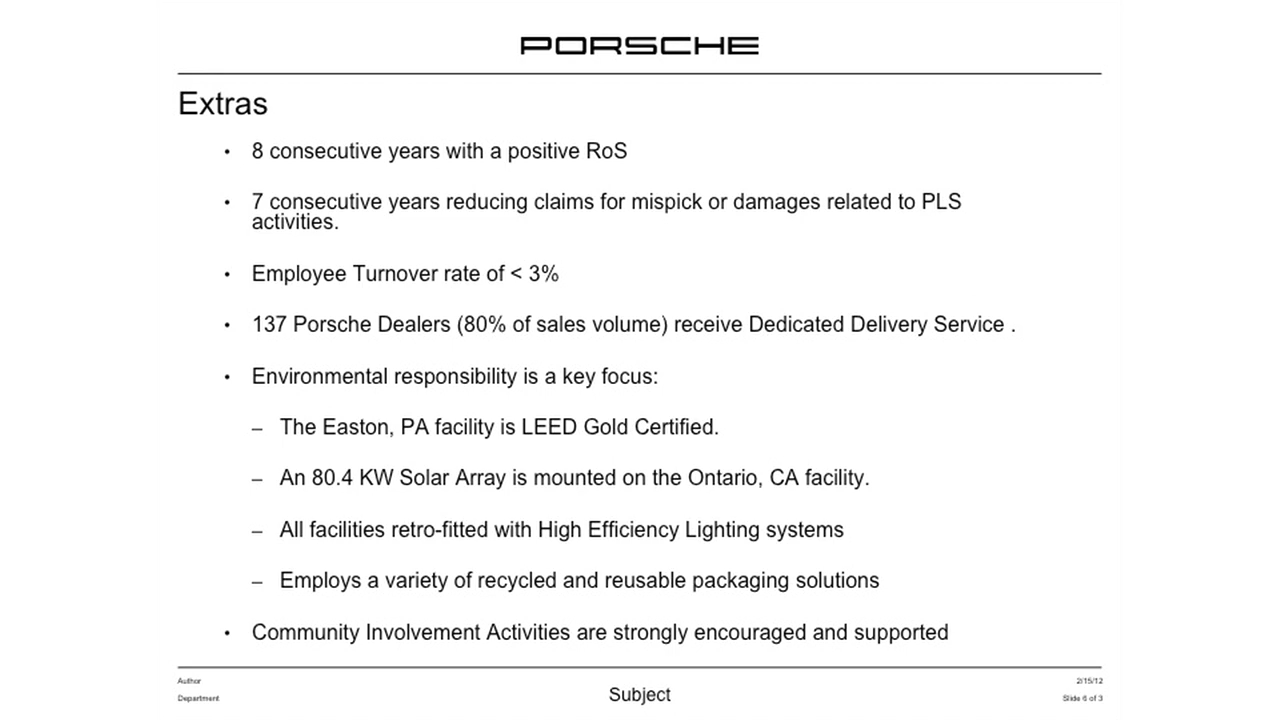 PORSCHE
Extras
• 8 consecutive years with a positive RoS
• 7 consecutive years reducing claims for mispick or damages related to PLS
activities.
• Employee Turnover rate of < 3%
• 137 Porsche Dealers (80% of sales volume) receive Dedicated Delivery Service .
• Environmental responsibility is a key focus:
– The Easton, PA facility is LEED Gold Certified.
– An 80.4 KW Solar Array is mounted on the Ontario, CA facility.
– All facilities retro-fitted with High Efficiency Lighting systems
– Employs a variety of recycled and reusable packaging solutions
• Community Involvement Activities are strongly encouraged and supported
Author
Department
Subject
2/15/12
Slide 6 of 3